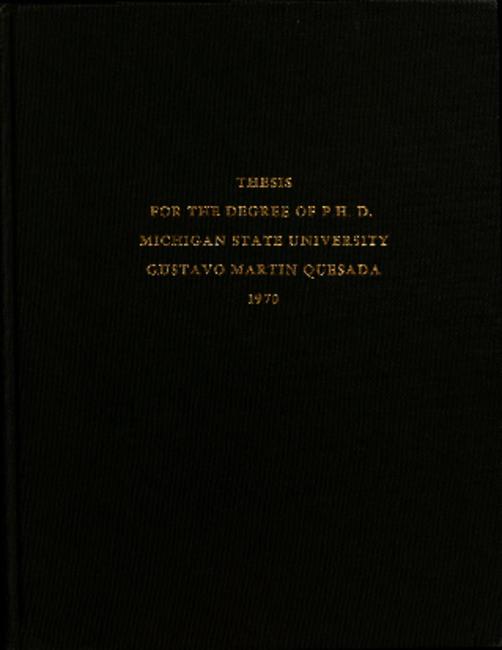 THESIS
FOR THE DEGREE OF P H. D.
MICHIGAN STATE UNIVERSITY
GUSTAVO MARTIN QUESADA
1970